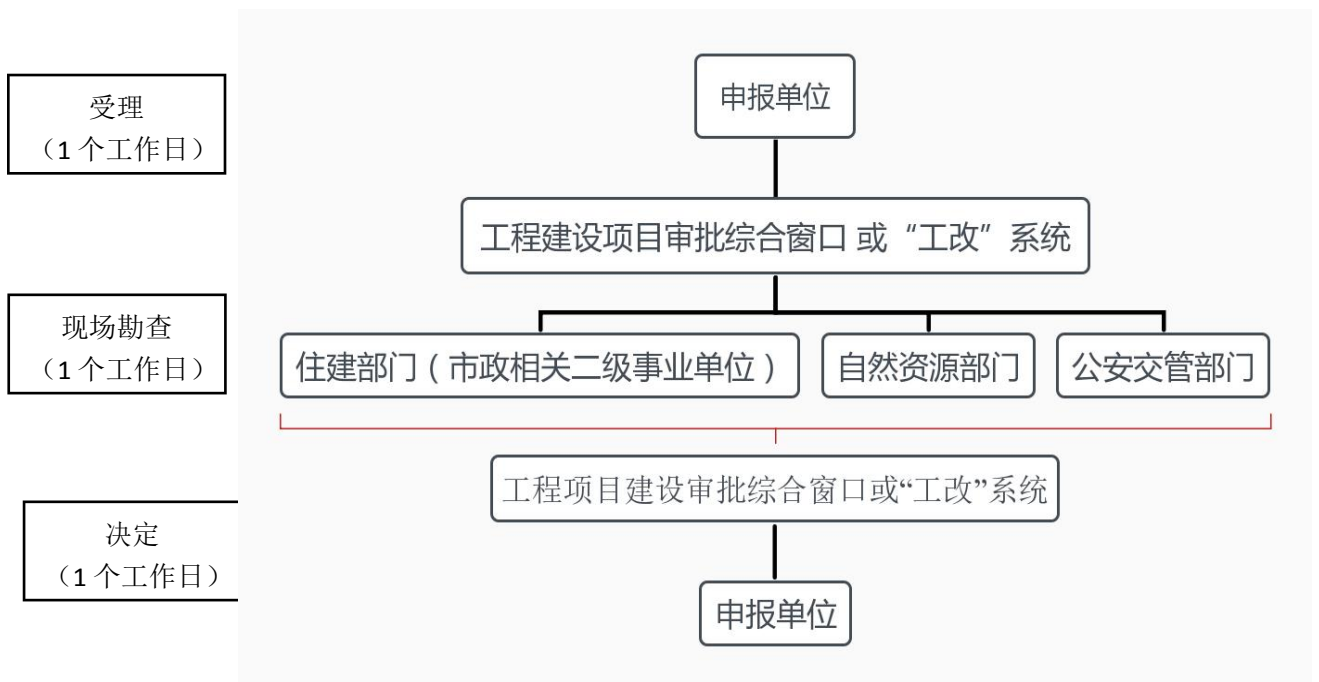 申报单位
受理
（1 个工作日）
工程建设项目审批综合窗口 或“工改”系统
现场勘查
（1 个工作日）
住建部门（市政相关二级事业单位）
自然资源部门
公安交管部门
工程项目建设审批综合窗口或“工改”系统
决定
（1 个工作日）
申报单位